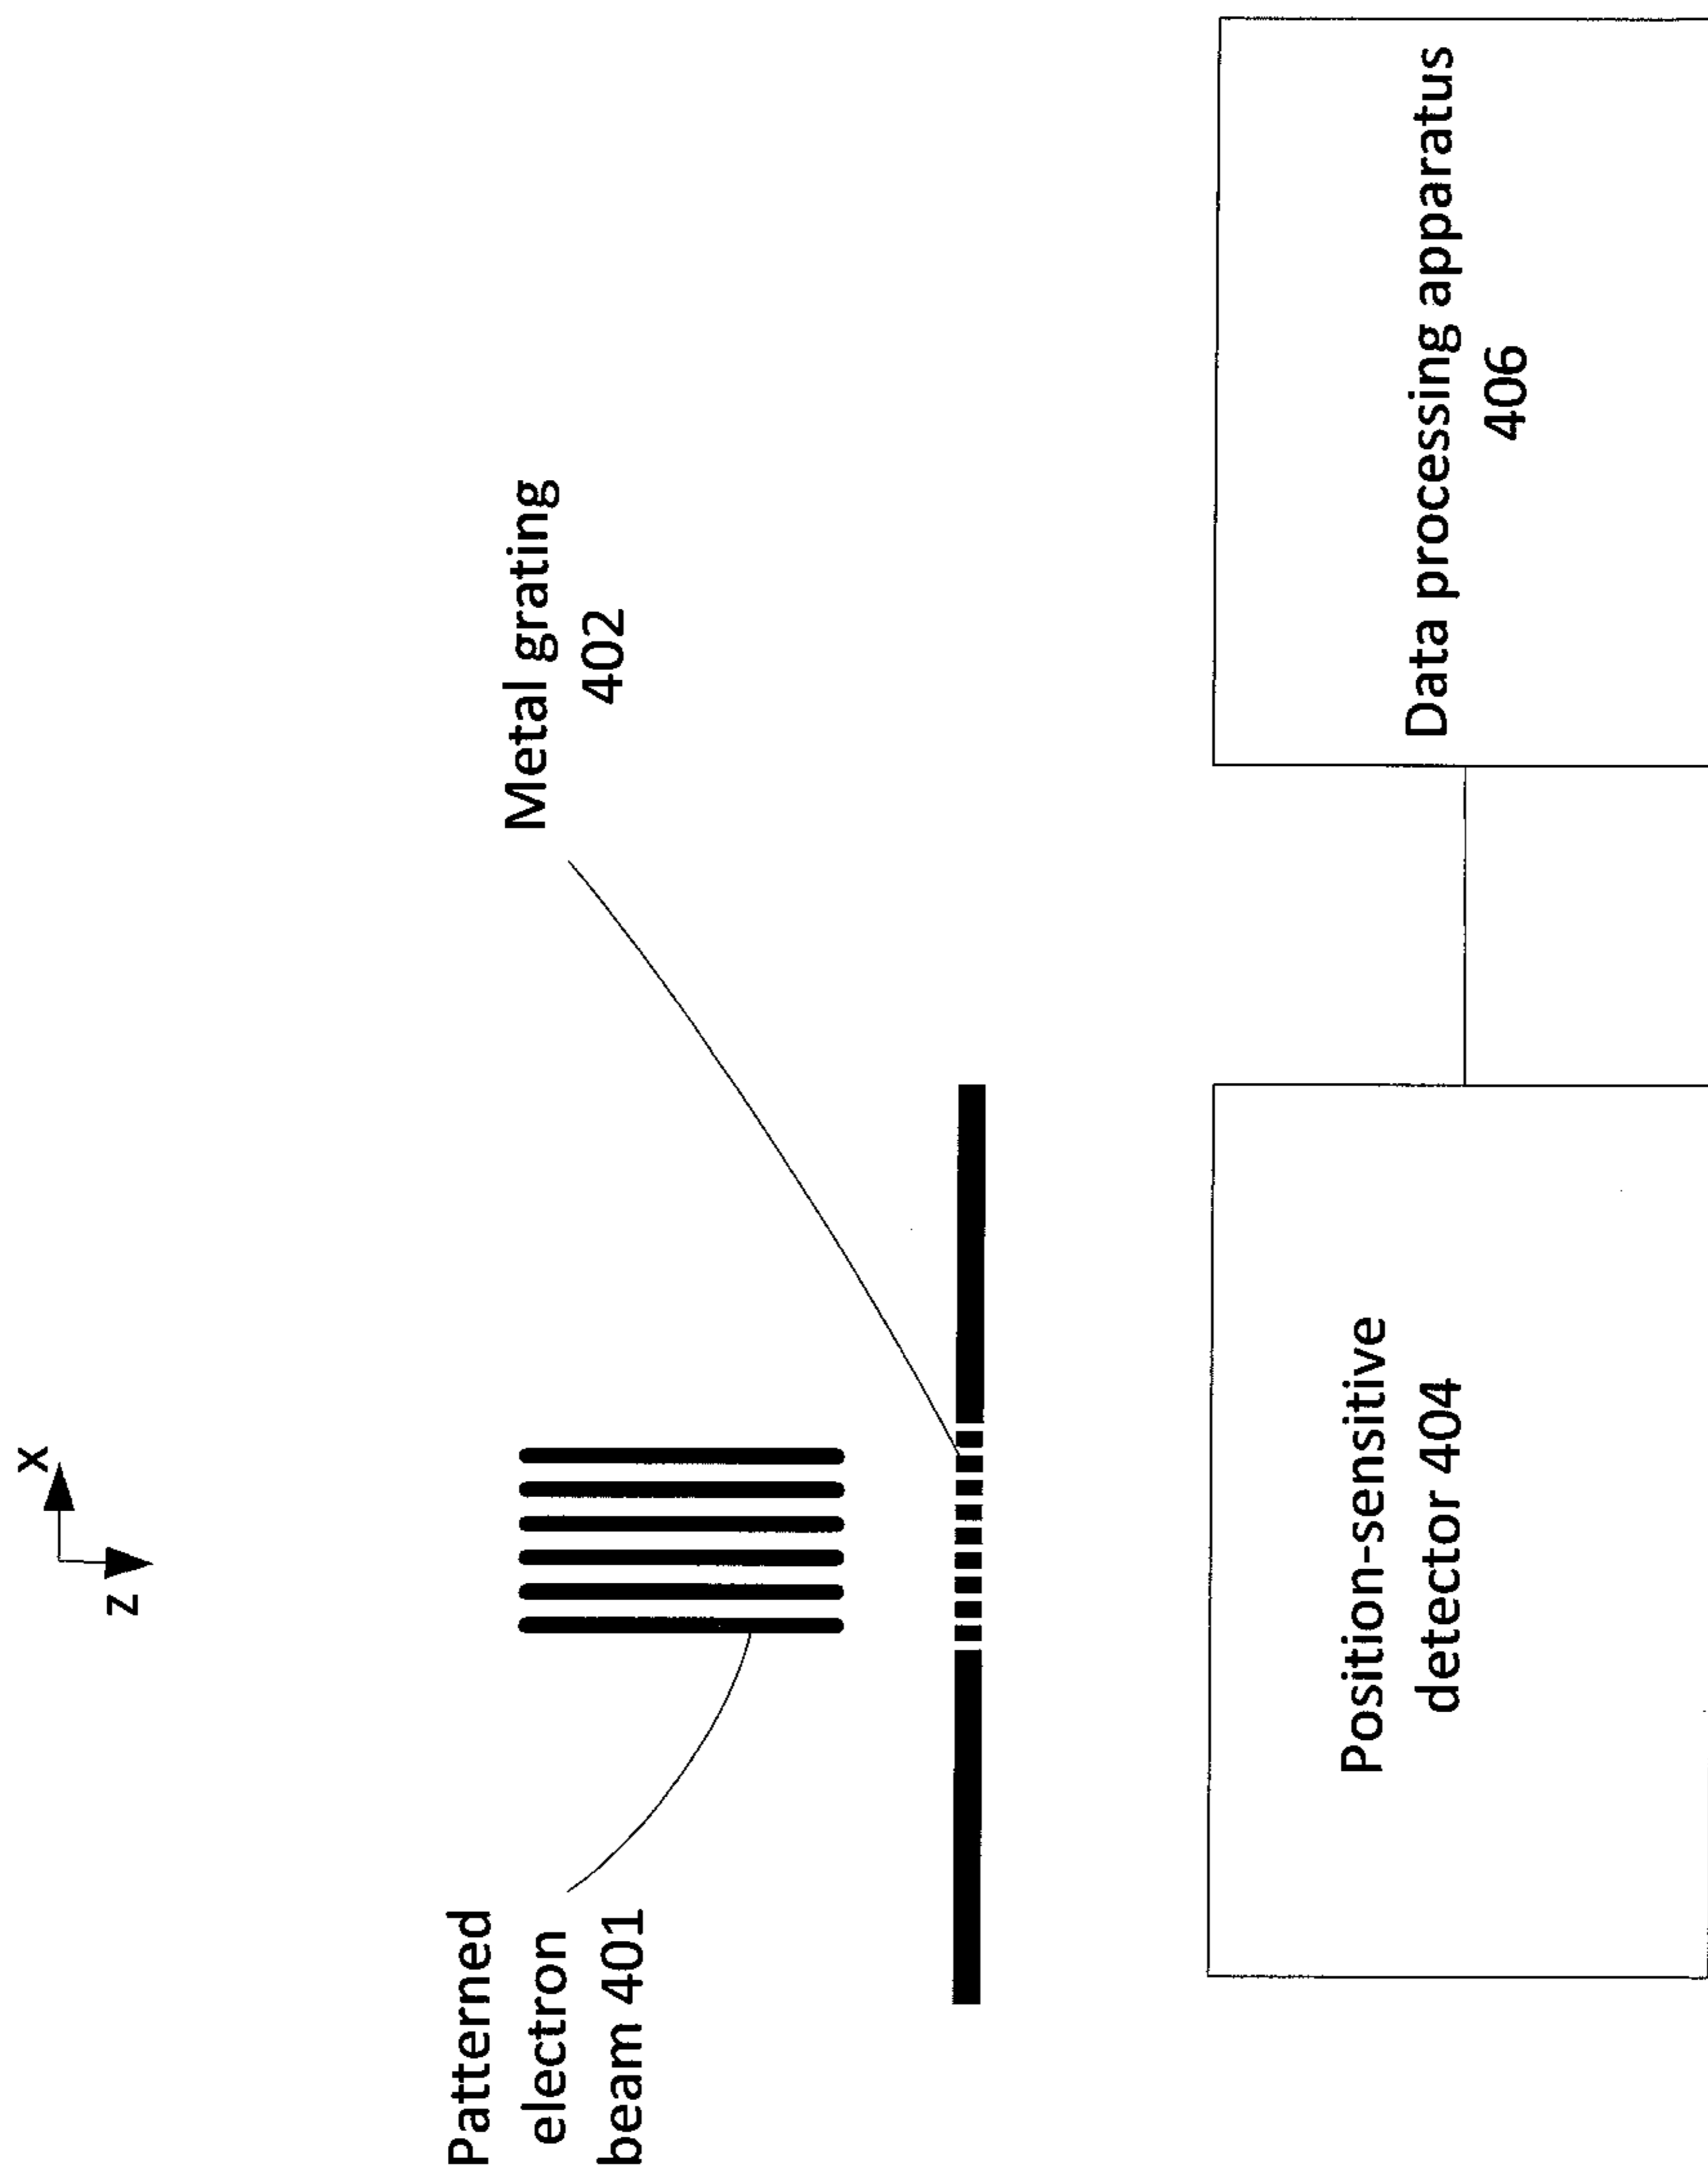 x
z
Patterned
electron
beam 401
Metal grating
402
Position-sensitive
detector 404
Data processing apparatus
406